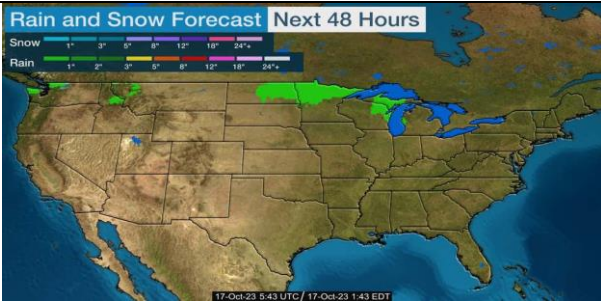 Rain and Snow Forecast Next 48 Hours
Snow 1" 3" 5" 8" 12" 18" 24"+
Rain 1" 2" 3" 5" 8" 12" 18" 24"+
17-Oct-23 5:43 UTC / 17-Oct-23 1:43 EDT